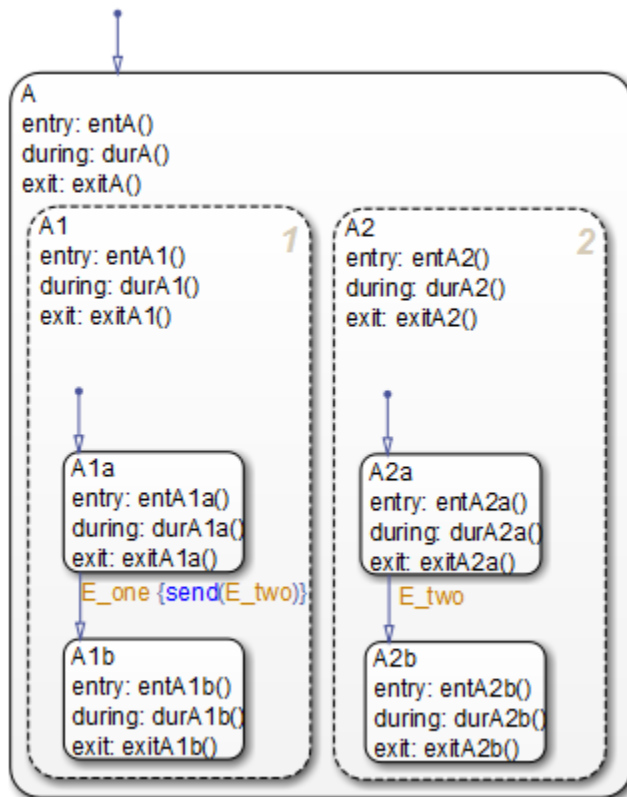 A
entry: entA()
during: durA()
exit: exitA()
A1
1
entry: entA1()
during: durA1()
exit: exitA1()
A1a
entry: entA1a()
during: durA1a()
exit: exitA1a()
E_one {send(E_two)}
A1b
entry: entA1b()
during: durA1b()
exit: exitA1b()
A2
2
entry: entA2()
during: durA2()
exit: exitA2()
A2a
entry: entA2a()
during: durA2a()
exit: exitA2a()
E_two
A2b
entry: entA2b()
during: durA2b()
exit: exitA2b()